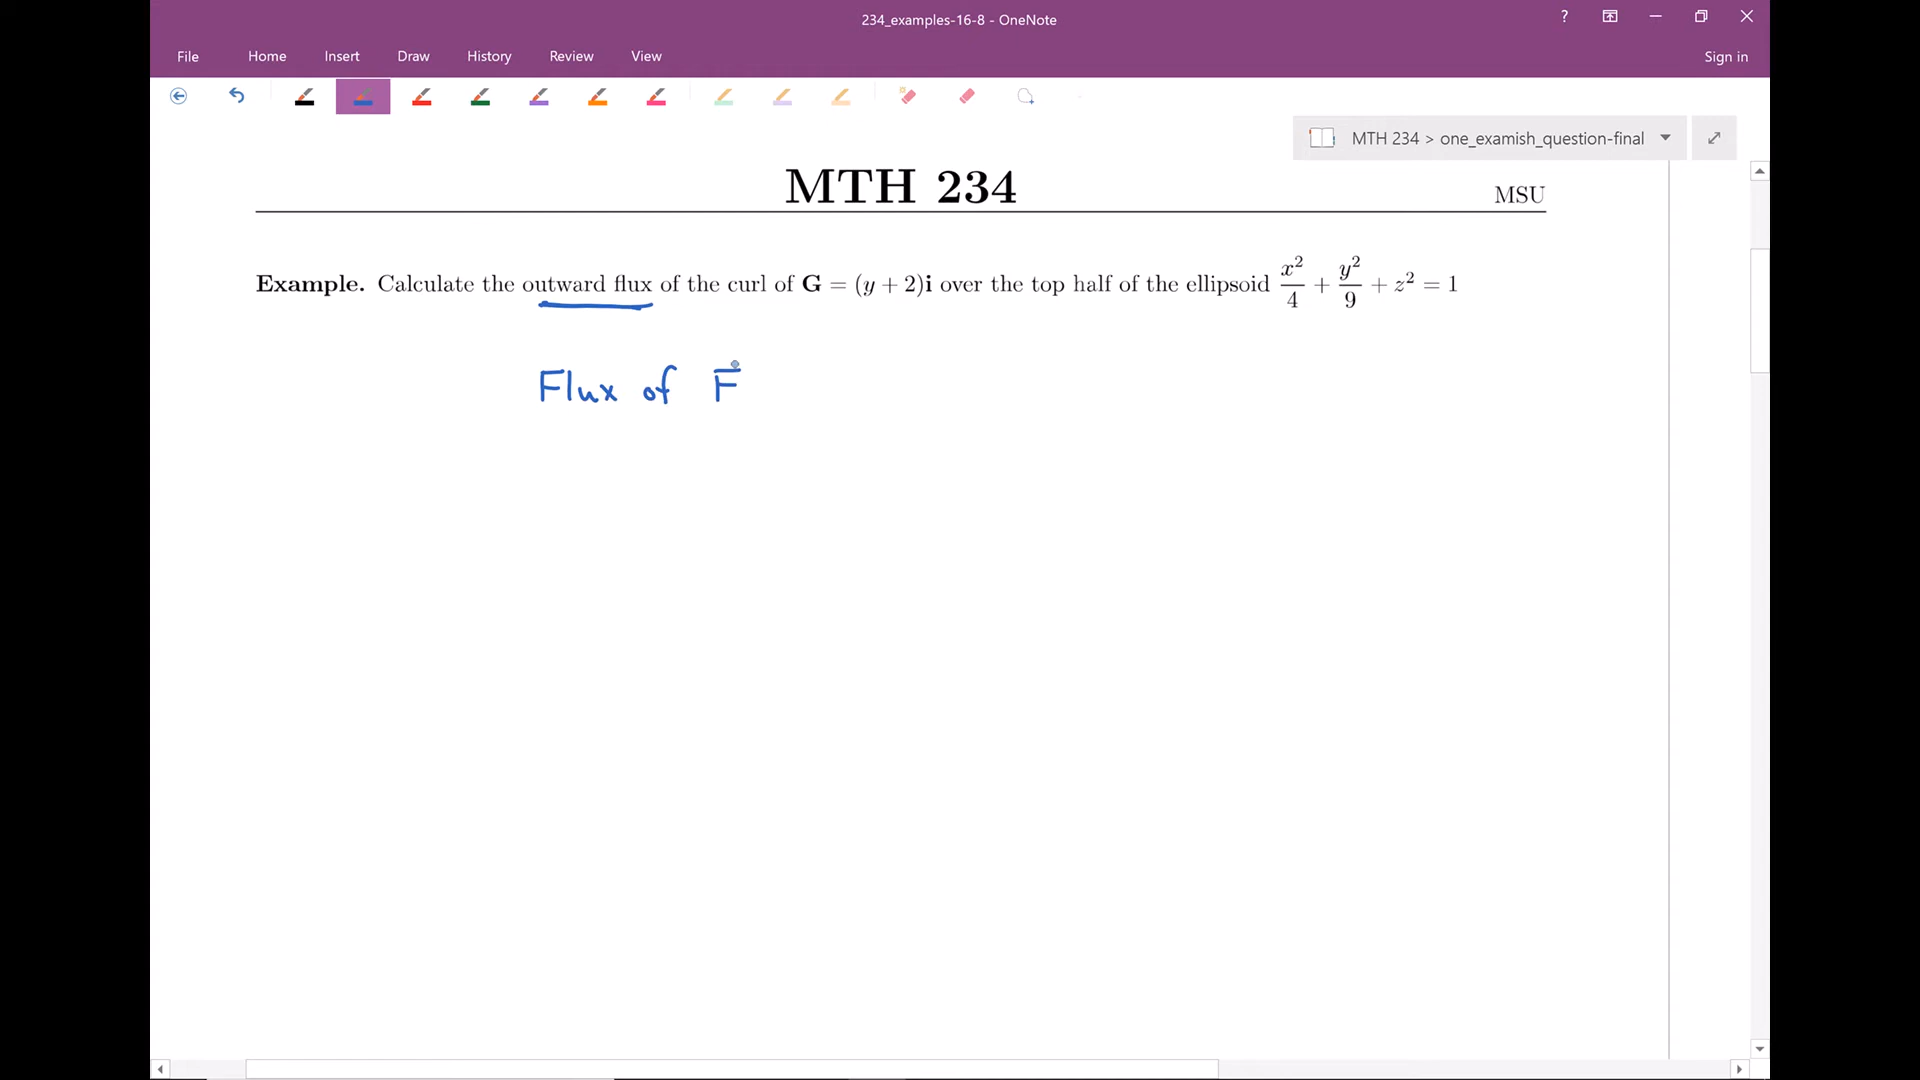 234_examples-16-8 - OneNote
?
File Home Insert Draw History Review View Sign in
MTH 234 > one_examish_question-final
MTH 234 MSU
Example. Calculate the outward flux of the curl of G = (y + 2)i over the top half of the ellipsoid x²/4 + y²/9 + z² = 1
Flux of F̅